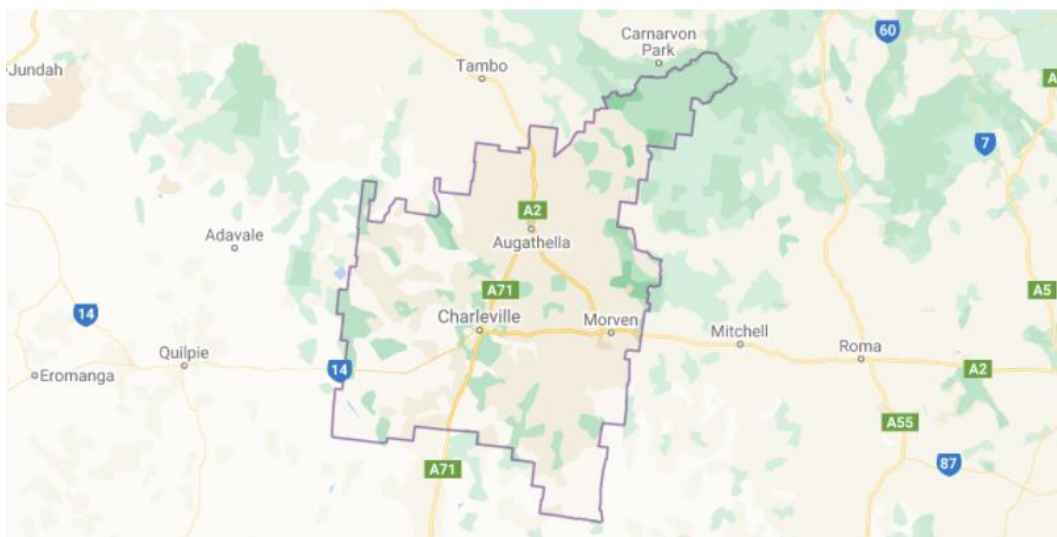 60
Carnarvon
Park
Jundah
Tambo
A
7
A2
Adavale
Augathella
A71
A5
14
Charleville
Morven
Mitchell
Roma
Quilpie
14
Eromanga
A2
A55
A71
87